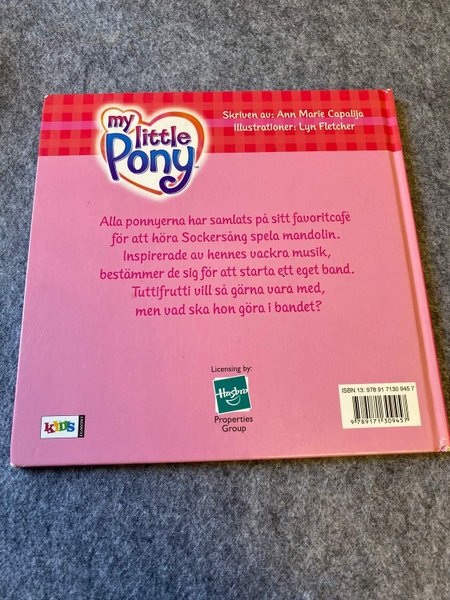 my little Pony
Skriven av: Ann Marie Capalija
Illustrationer: Lyn Fletcher
Alla ponnyerna har samlats på sitt favoritcafé
för att höra Sockersång spela mandolin.
Inspirerade av hennes vackra musik,
bestämmer de sig för att starta ett eget band.
Tuttifrutti vill så gärna vara med,
men vad ska hon göra i bandet?
Licensing by:
Hasbro
Properties
Group
ISBN 13: 978 91 7130 945 7
9 789171 309457
kids